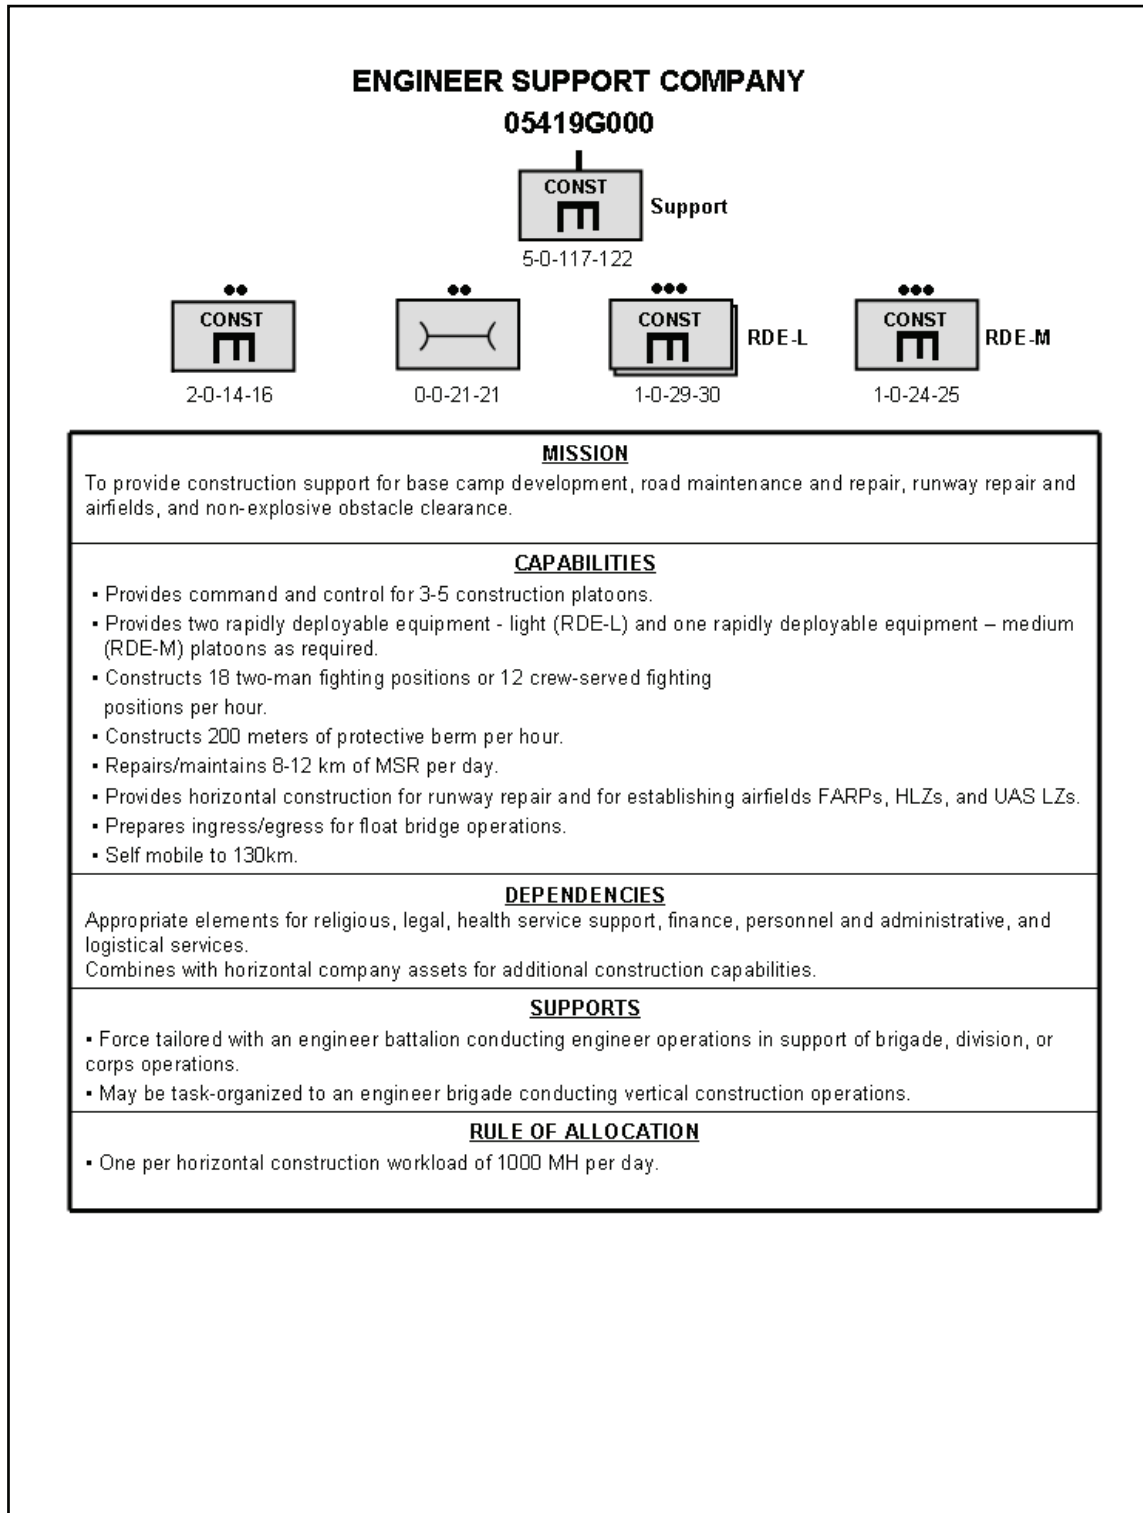 ENGINEER SUPPORT COMPANY
05419G000
CONST
Support
5-0-117-122
CONST
CONST
RDE-L
CONST
RDE-M
2-0-14-16
0-0-21-21
1-0-29-30
1-0-24-25
MISSION
To provide construction support for base camp development, road maintenance and repair, runway repair and
airfields, and non-explosive obstacle clearance.
CAPABILITIES
▪ Provides command and control for 3-5 construction platoons.
▪ Provides two rapidly deployable equipment - light (RDE-L) and one rapidly deployable equipment – medium
(RDE-M) platoons as required.
▪ Constructs 18 two-man fighting positions or 12 crew-served fighting
positions per hour.
▪ Constructs 200 meters of protective berm per hour.
▪ Repairs/maintains 8-12 km of MSR per day.
▪ Provides horizontal construction for runway repair and for establishing airfields FARPs, HLZs, and UAS LZs.
▪ Prepares ingress/egress for float bridge operations.
▪ Self mobile to 130km.
DEPENDENCIES
Appropriate elements for religious, legal, health service support, finance, personnel and administrative, and
logistical services.
Combines with horizontal company assets for additional construction capabilities.
SUPPORTS
▪ Force tailored with an engineer battalion conducting engineer operations in support of brigade, division, or
corps operations.
▪ May be task-organized to an engineer brigade conducting vertical construction operations.
RULE OF ALLOCATION
▪ One per horizontal construction workload of 1000 MH per day.